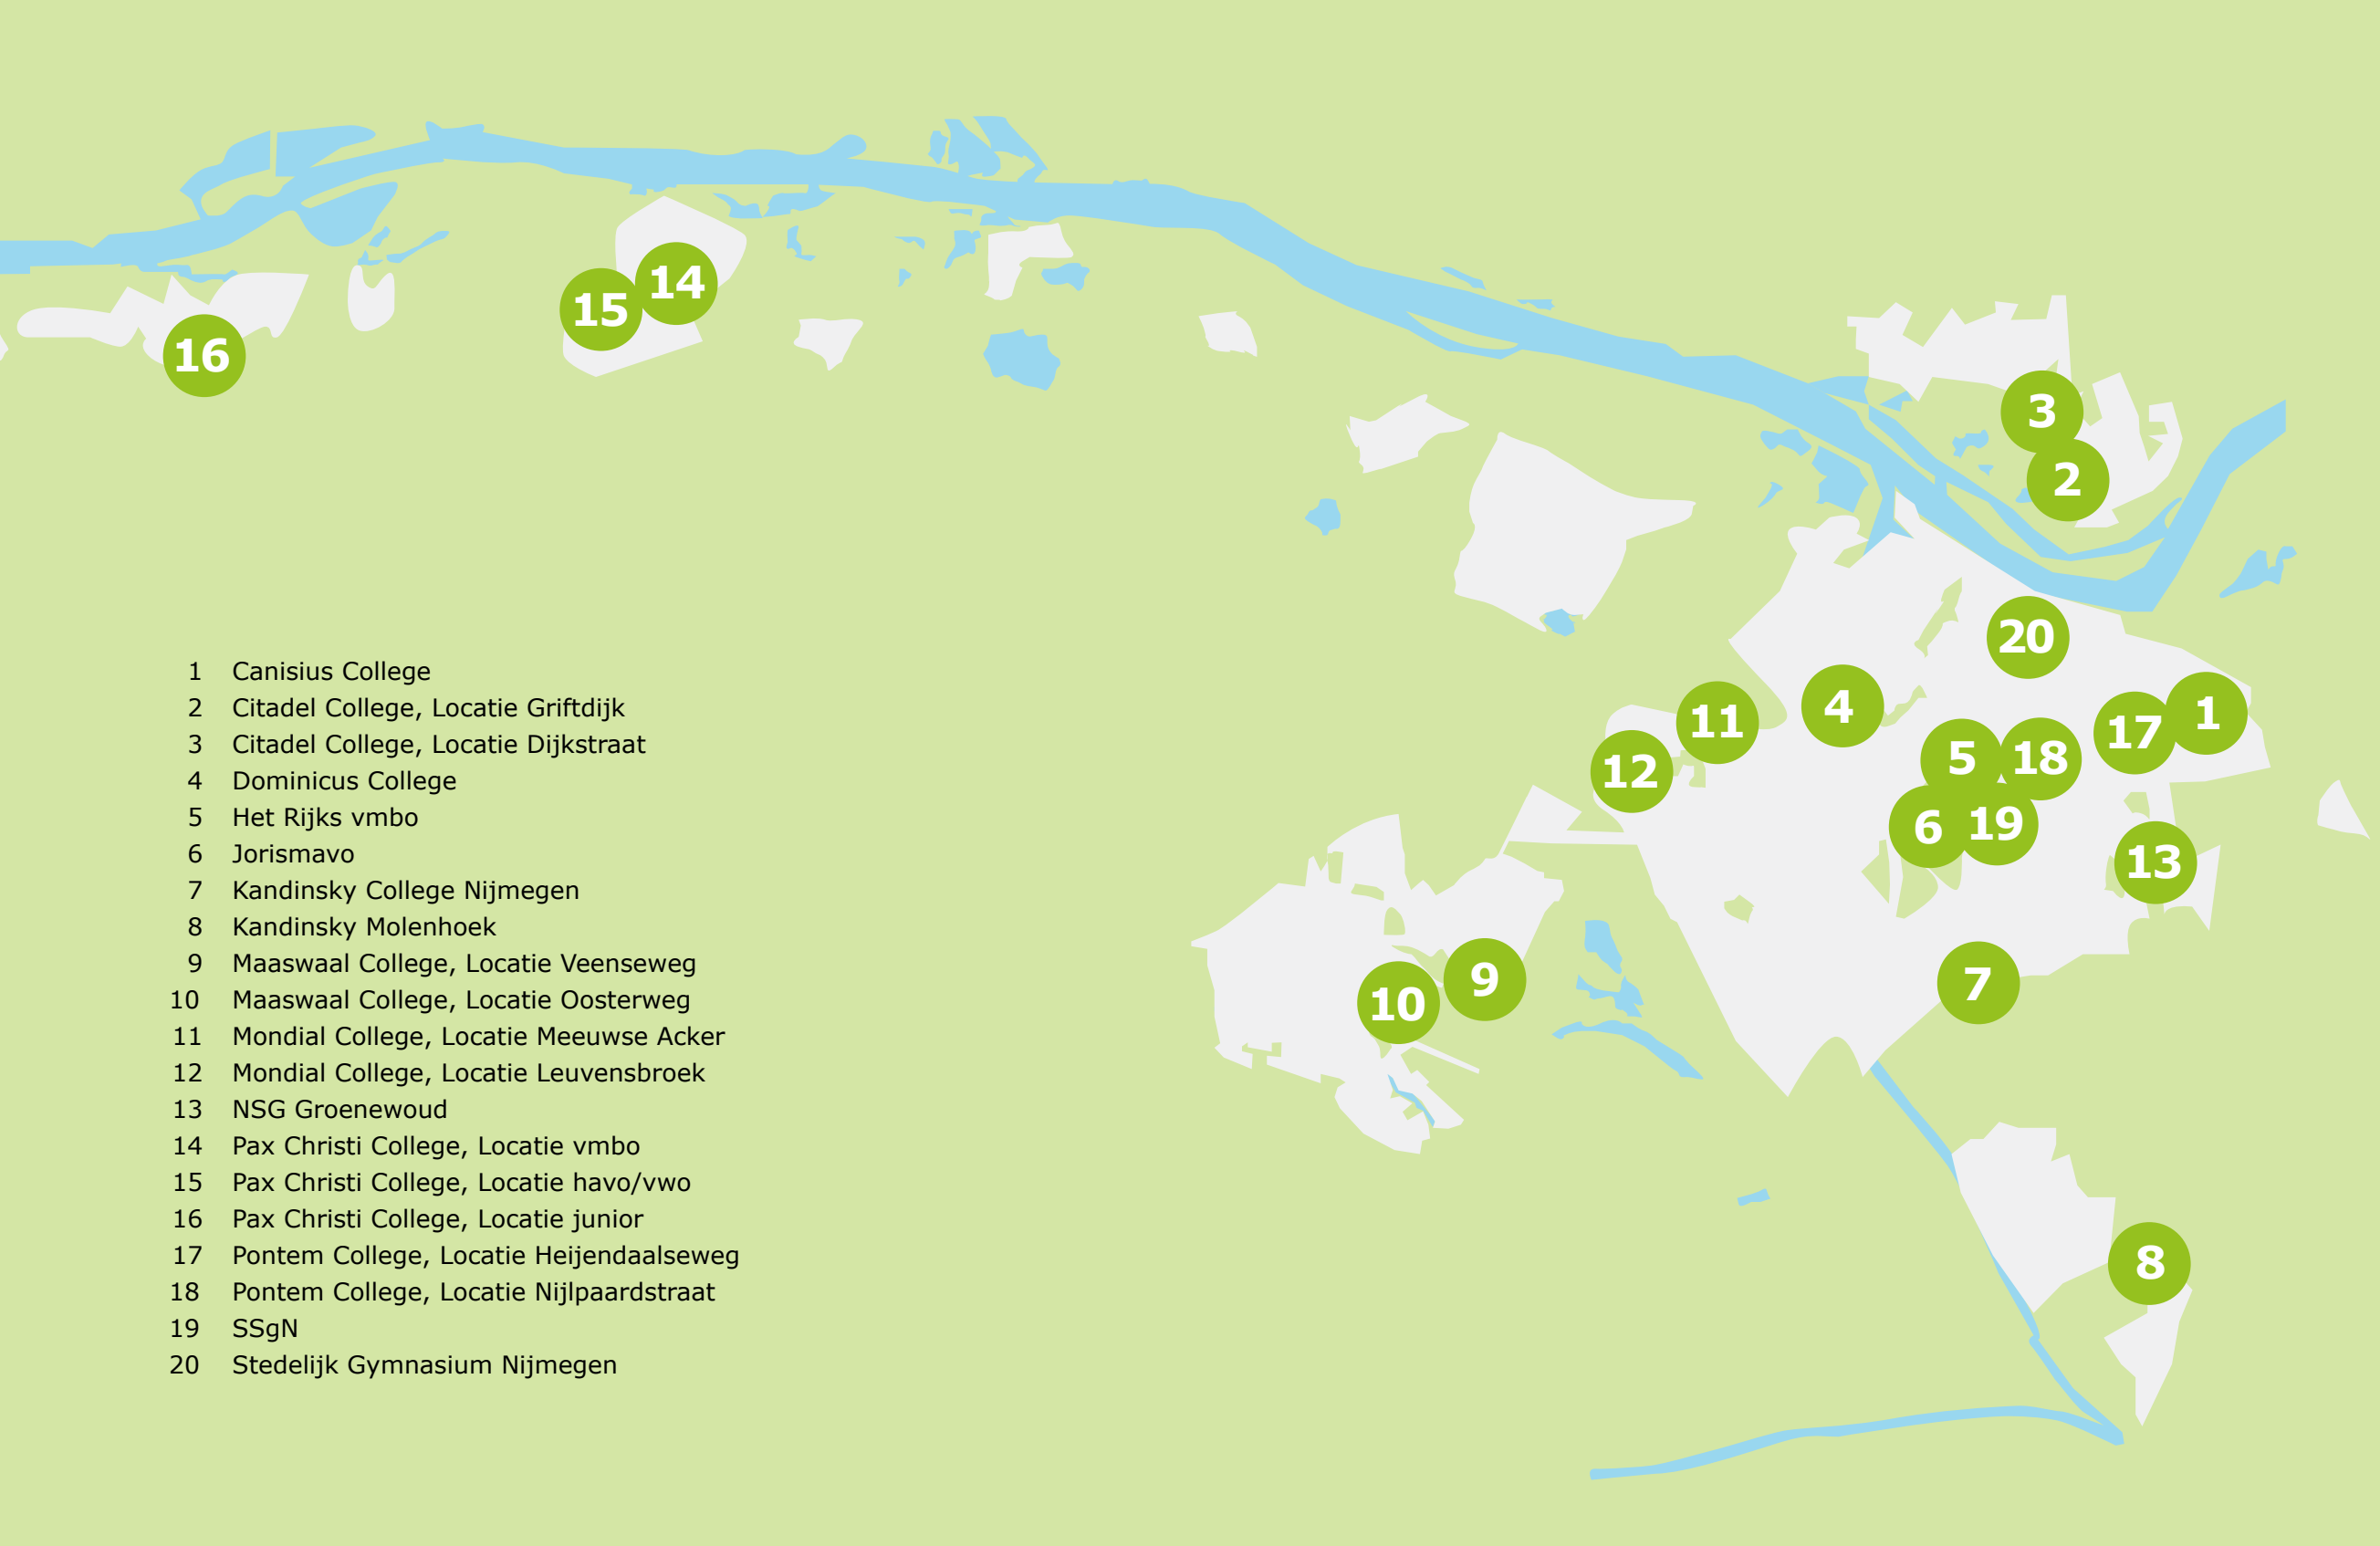 14
15
16
3
2
20
11
4
1
17
12
5
18
6
19
13
9
10
7
8
1 Canisius College
2 Citadel College, Locatie Griftdijk
3 Citadel College, Locatie Dijkstraat
4 Dominicus College
5 Het Rijks vmbo
6 Jorismavo
7 Kandinsky College Nijmegen
8 Kandinsky Molenhoek
9 Maaswaal College, Locatie Veenseweg
10 Maaswaal College, Locatie Oosterweg
11 Mondial College, Locatie Meeuwse Acker
12 Mondial College, Locatie Leuvensbroek
13 NSG Groenewoud
14 Pax Christi College, Locatie vmbo
15 Pax Christi College, Locatie havo/vwo
16 Pax Christi College, Locatie junior
17 Pontem College, Locatie Heijendaalseweg
18 Pontem College, Locatie Nijlpaardstraat
19 SSgN
20 Stedelijk Gymnasium Nijmegen